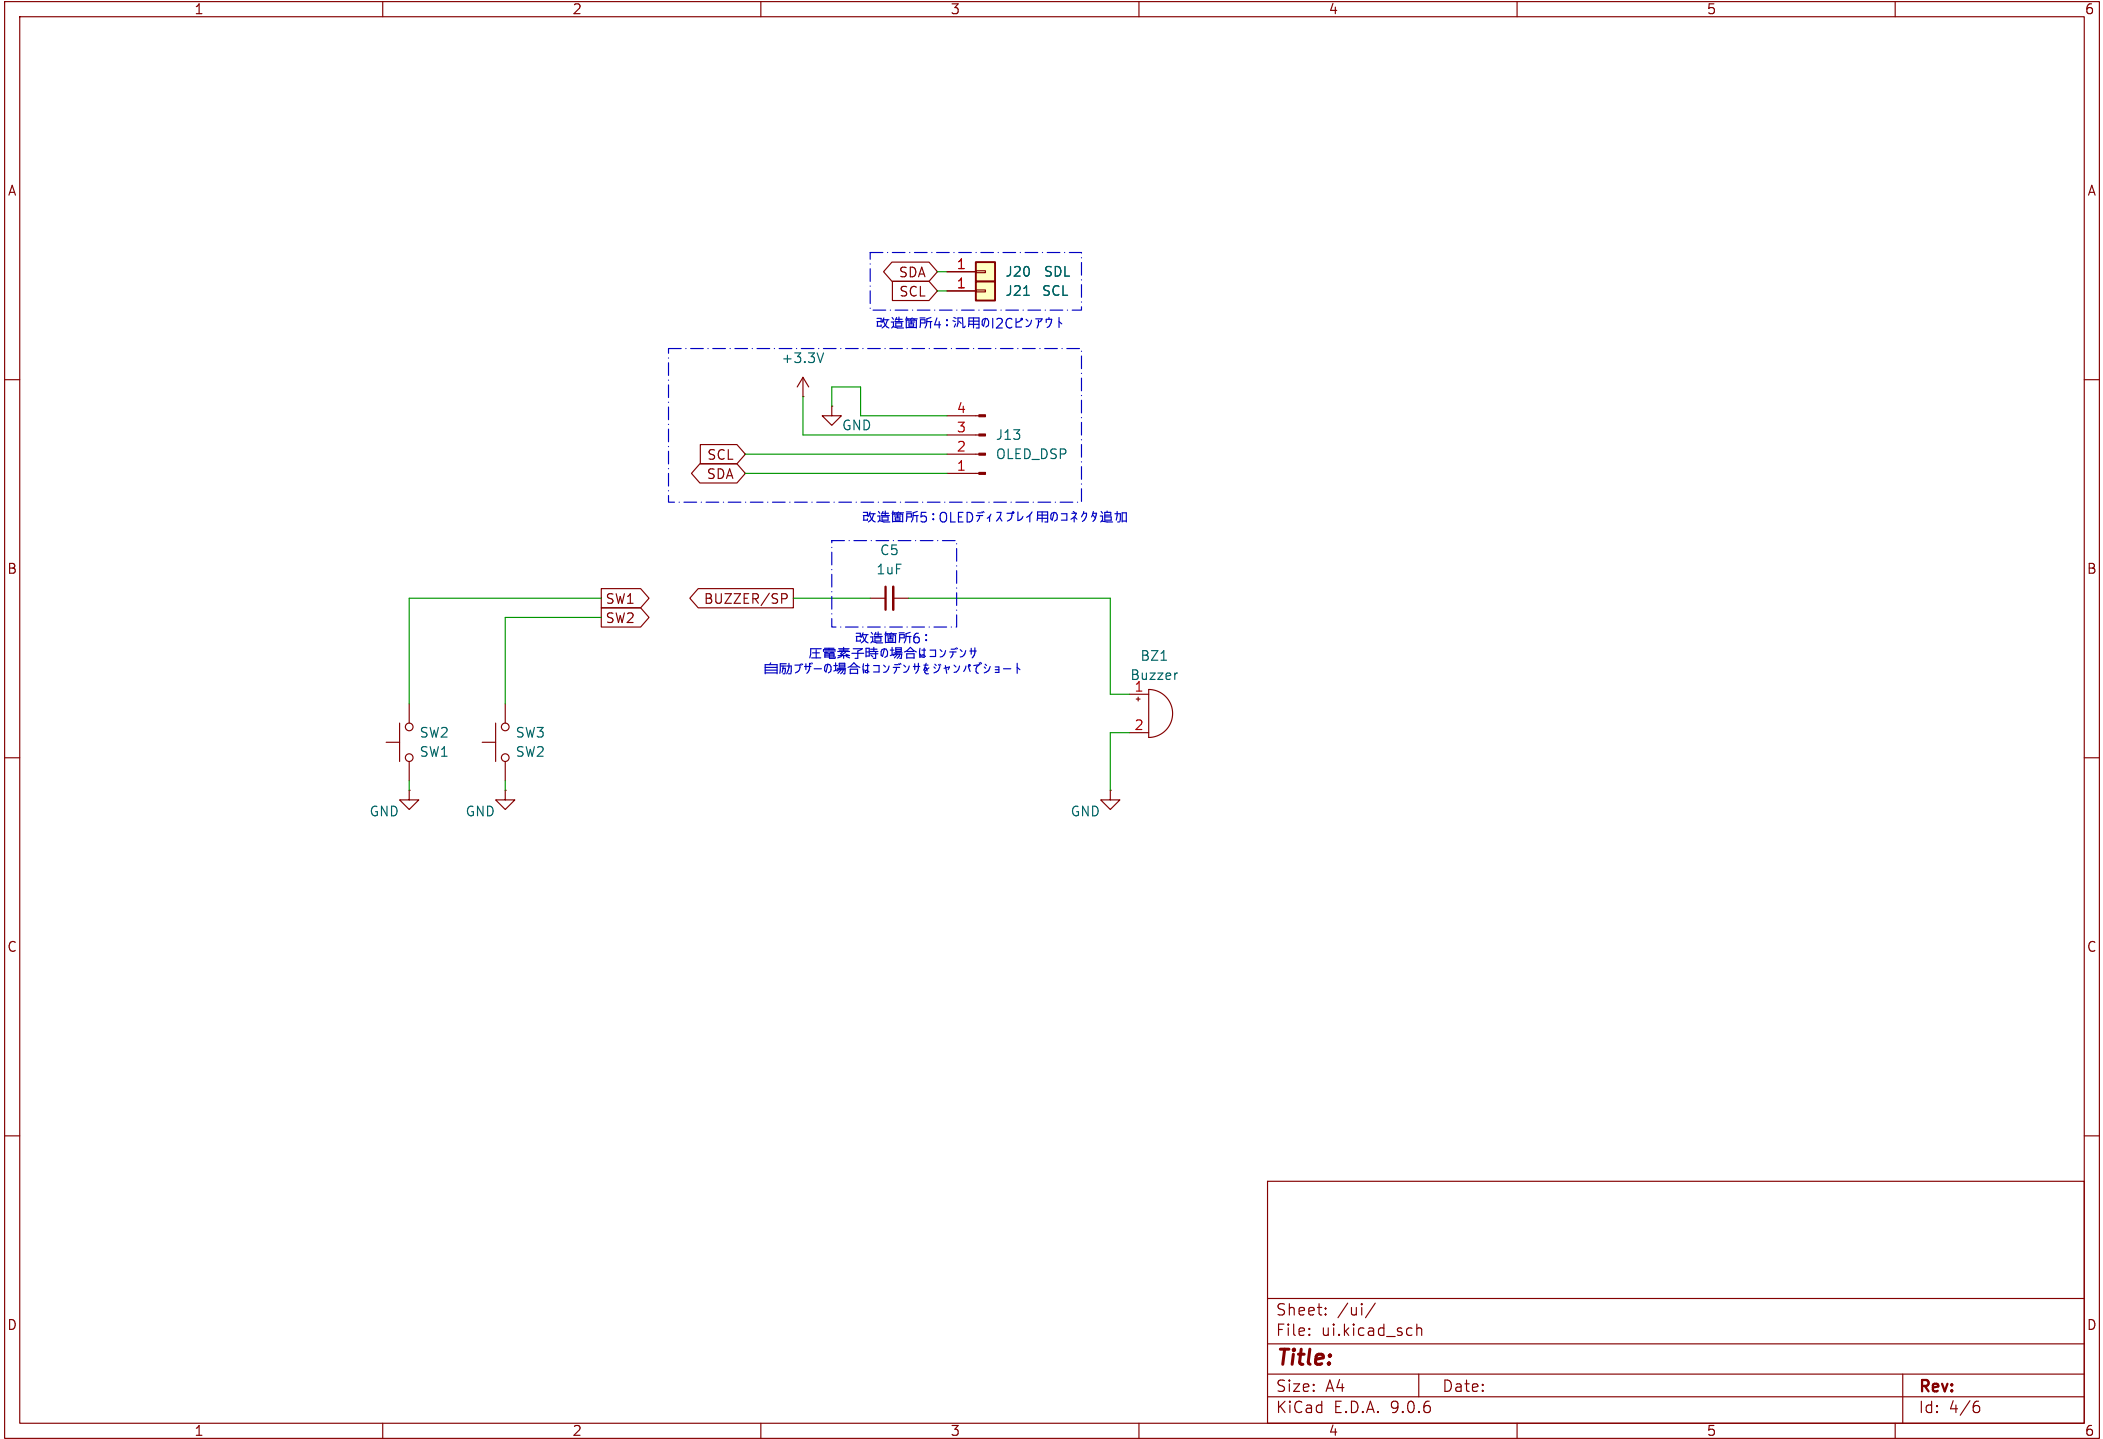 1 2 3 4 5 6
A A
SDA 1 J20 SDL
SCL 1 J21 SCL
改造箇所4:汎用のI2Cピンアウト
+3.3V
4
GND 3 J13
SCL 2 OLED_DSP
SDA 1
改造箇所5:OLEDディスプレイ用のコネクタ追加
C5
1uF
B B
SW1 BUZZER/SP
SW2
改造箇所6:
圧電素子時の場合はコンデンサ
自励ブザーの場合はコンデンサをジャンパでショート
BZ1
Buzzer
1
+
2
SW2 SW3
SW1 SW2
GND GND GND
C C
Sheet: /ui/
File: ui.kicad_sch
D D
Title:
Size: A4 Date: Rev:
KiCad E.D.A. 9.0.6 Id: 4/6
1 2 3 4 5 6